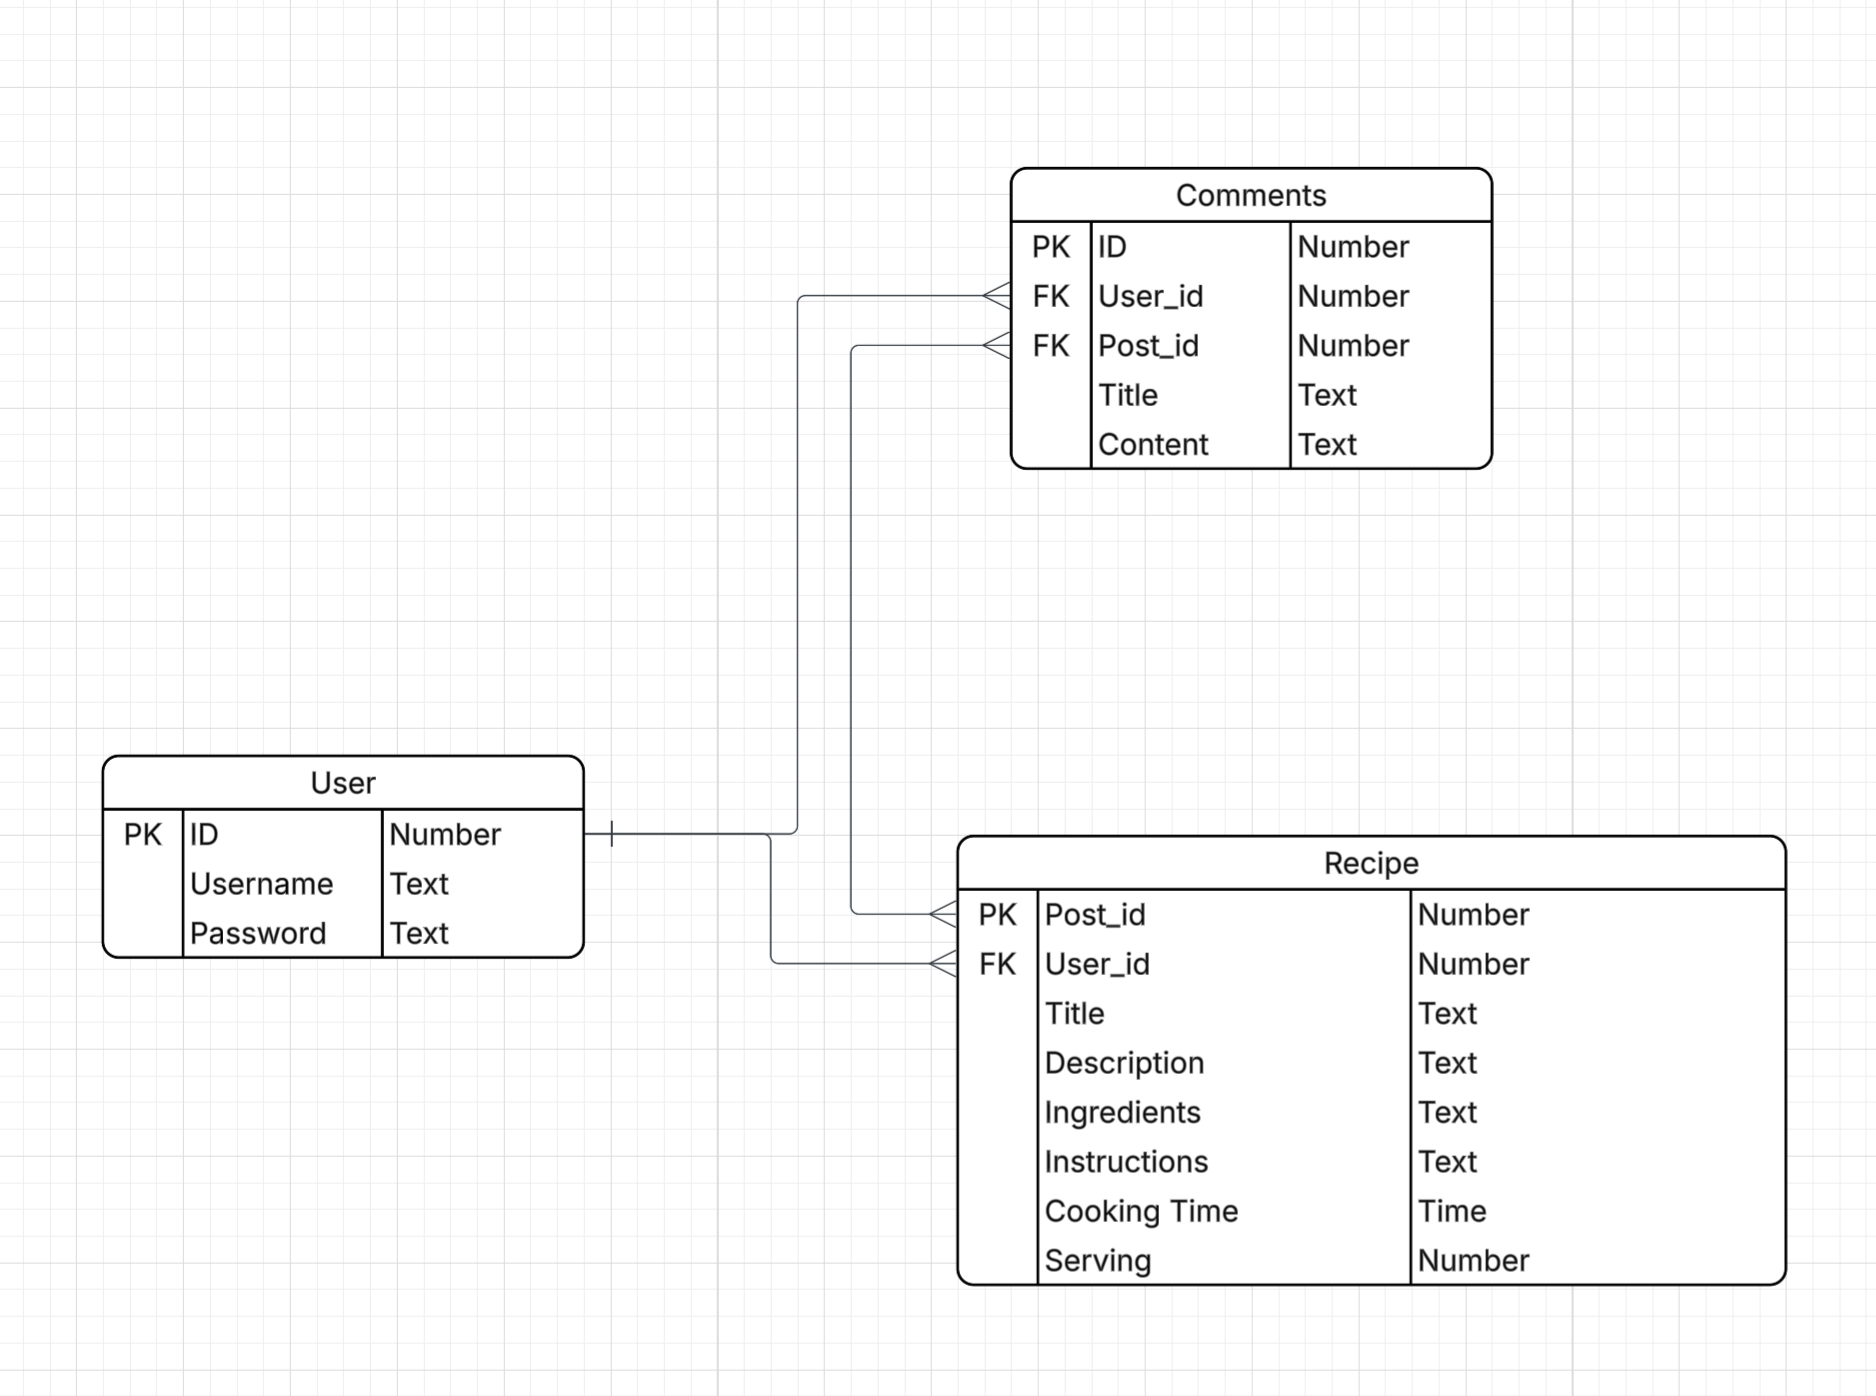 Comments
PK ID Number
FK User_id Number
FK Post_id Number
Title Text
Content Text
User
PK ID Number
Username Text
Password Text
Recipe
PK Post_id Number
FK User_id Number
Title Text
Description Text
Ingredients Text
Instructions Text
Cooking Time Time
Serving Number